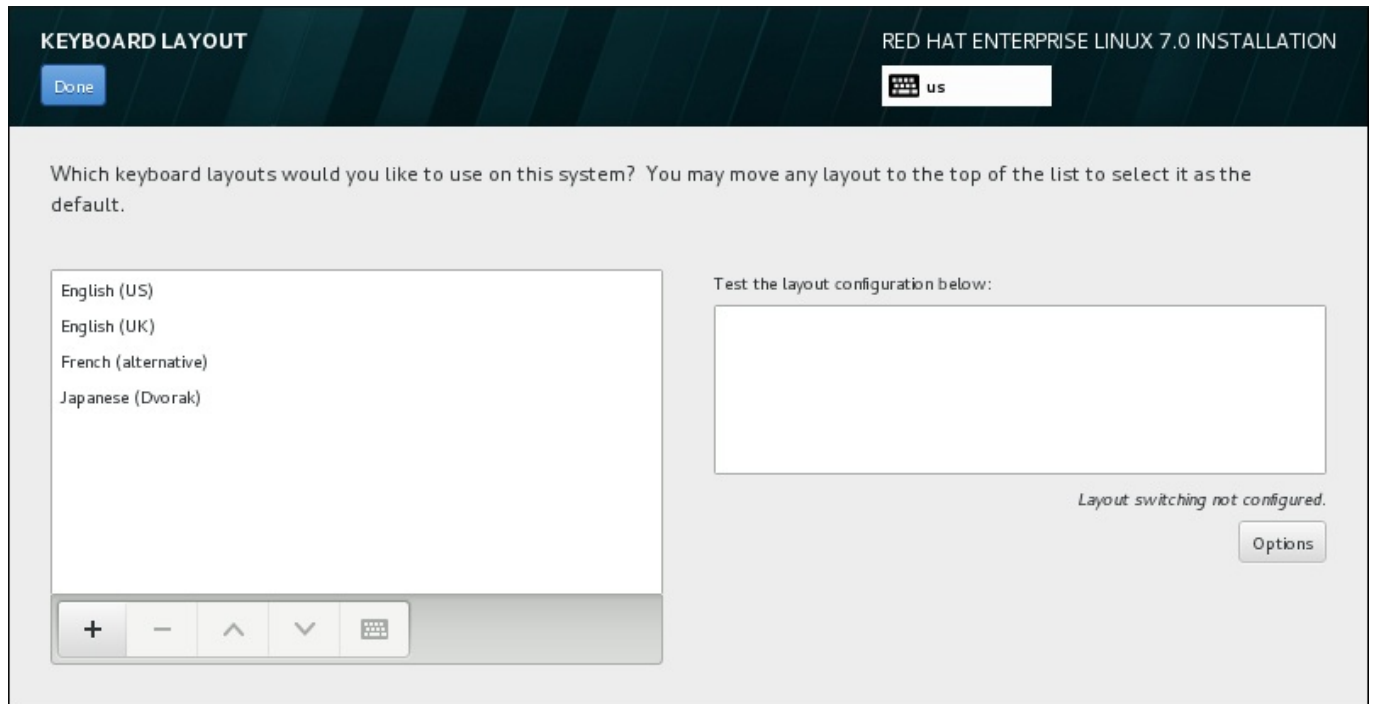 KEYBOARD LAYOUT
RED HAT ENTERPRISE LINUX 7.0 INSTALLATION
Done
us
Which keyboard layouts would you like to use on this system? You may move any layout to the top of the list to select it as the
default.
English (US)
English (UK)
French (alternative)
Japanese (Dvorak)
Test the layout configuration below:
Layout switching not configured.
Options